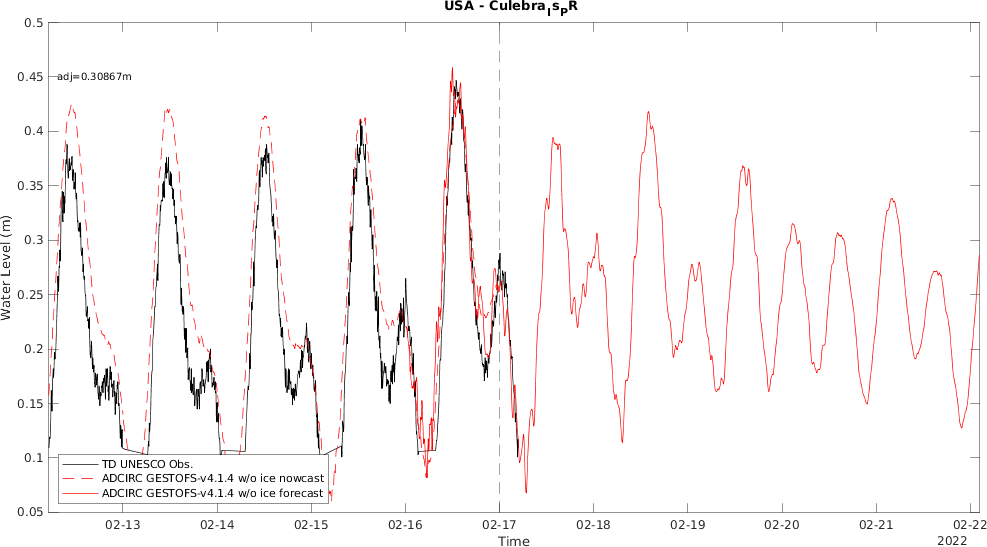 USA - Culebra_Is_PR
0.5
0.45
adj=0.30867m
0.4
0.35
0.3
0.25
0.2
0.15
0.1
0.05
Water Level (m)
TD UNESCO Obs.
ADCIRC GESTOFS-v4.1.4 w/o ice nowcast
ADCIRC GESTOFS-v4.1.4 w/o ice forecast
02-13 02-14 02-15 02-16 02-17 02-18 02-19 02-20 02-21 02-22
Time
2022